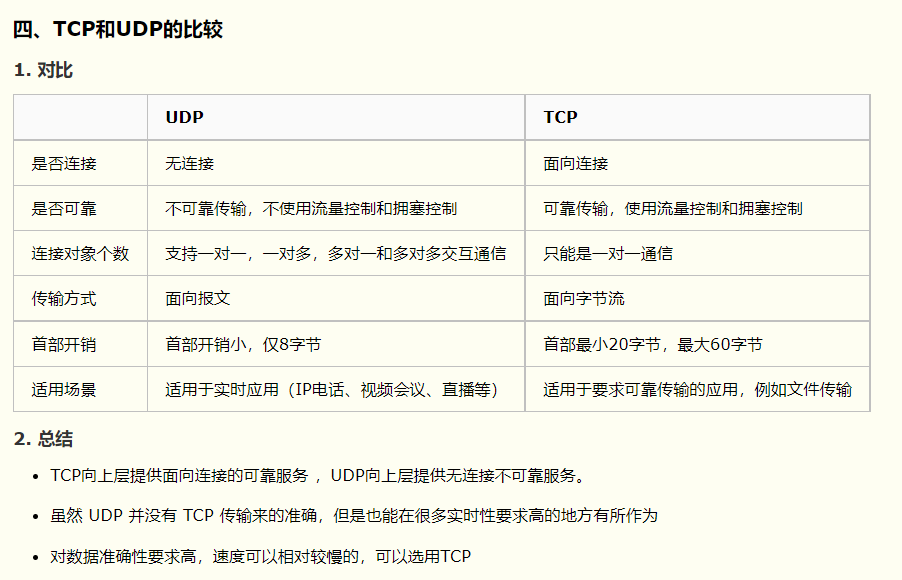 四、TCP和UDP的比较
1. 对比
UDP TCP
是否连接 无连接 面向连接
是否可靠 不可靠传输，不使用流量控制和拥塞控制 可靠传输，使用流量控制和拥塞控制
连接对象个数 支持一对一，一对多，多对一和多对多交互通信 只能是一对一通信
传输方式 面向报文 面向字节流
首部开销 首部开销小，仅8字节 首部最小20字节，最大60字节
适用场景 适用于实时应用（IP电话、视频会议、直播等） 适用于要求可靠传输的应用，例如文件传输
2. 总结
• TCP向上层提供面向连接的可靠服务 ，UDP向上层提供无连接不可靠服务。
• 虽然 UDP 并没有 TCP 传输来的准确，但是也能在很多实时性要求高的地方有所作为
• 对数据准确性要求高，速度可以相对较慢的，可以选用TCP